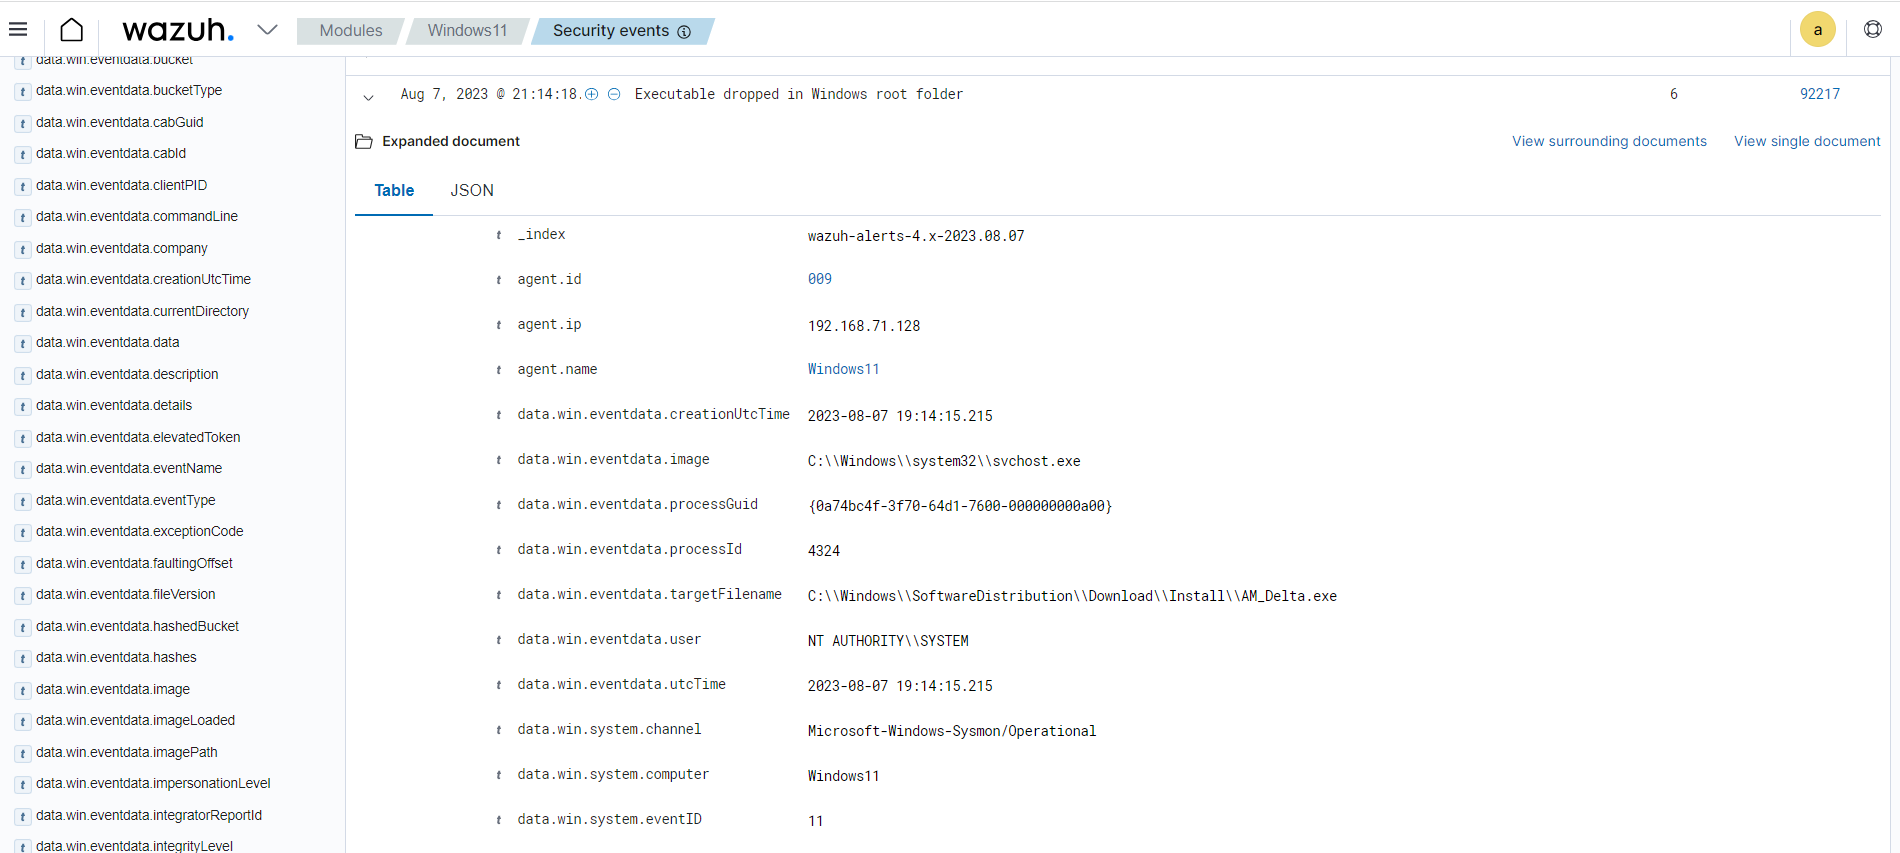 wazuh.
Modules
Windows11
Security events
a
data.win.eventdata.bucket
data.win.eventdata.bucketType
data.win.eventdata.cabGuid
data.win.eventdata.cabId
data.win.eventdata.clientPID
data.win.eventdata.commandLine
data.win.eventdata.company
data.win.eventdata.creationUtcTime
data.win.eventdata.currentDirectory
data.win.eventdata.data
data.win.eventdata.description
data.win.eventdata.details
data.win.eventdata.elevatedToken
data.win.eventdata.eventName
data.win.eventdata.eventType
data.win.eventdata.exceptionCode
data.win.eventdata.faultingOffset
data.win.eventdata.fileVersion
data.win.eventdata.hashedBucket
data.win.eventdata.hashes
data.win.eventdata.image
data.win.eventdata.imageLoaded
data.win.eventdata.imagePath
data.win.eventdata.impersonationLevel
data.win.eventdata.integratorReportId
data.win.eventdata.integrityLevel
Aug 7, 2023 @ 21:14:18. Executable dropped in Windows root folder 6 92217
Expanded document View surrounding documents View single document
Table JSON
t _index wazuh-alerts-4.x-2023.08.07
t agent.id 009
t agent.ip 192.168.71.128
t agent.name Windows11
t data.win.eventdata.creationUtcTime 2023-08-07 19:14:15.215
t data.win.eventdata.image C:\\Windows\\system32\\svchost.exe
t data.win.eventdata.processGuid {0a74bc4f-3f70-64d1-7600-000000000a00}
t data.win.eventdata.processId 4324
t data.win.eventdata.targetFilename C:\\Windows\\SoftwareDistribution\\Download\\Install\\AM_Delta.exe
t data.win.eventdata.user NT AUTHORITY\\SYSTEM
t data.win.eventdata.utcTime 2023-08-07 19:14:15.215
t data.win.system.channel Microsoft-Windows-Sysmon/Operational
t data.win.system.computer Windows11
t data.win.system.eventID 11